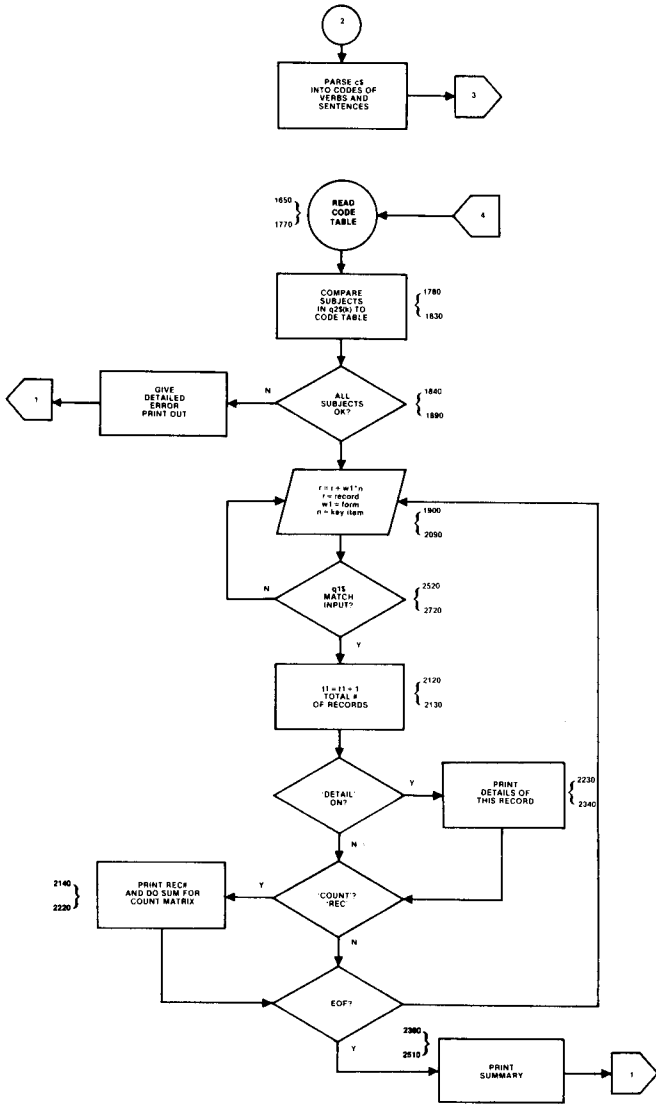 2
PARSE c$
INTO CODES OF
VERBS AND
SENTENCES
3
1650
1770
READ
CODE
TABLE
4
COMPARE
SUBJECTS
IN q2$(k) TO
CODE TABLE
1780
1830
1
GIVE
DETAILED
ERROR
PRINT OUT
N
ALL
SUBJECTS
OK?
1840
1890
r = r + w1*n
r = record
w1 = form
n = key item
1900
2090
N
q1$
MATCH
INPUT?
2520
2720
Y
t1 = t1 + 1
TOTAL #
OF RECORDS
2120
2130
'DETAIL'
ON?
Y
PRINT
DETAILS OF
THIS RECORD
2230
2340
N
2140
2220
PRINT REC#
AND DO SUM FOR
COUNT MATRIX
Y
'COUNT'?
'REC'
N
EOF?
Y
2360
2510
PRINT
SUMMARY
1